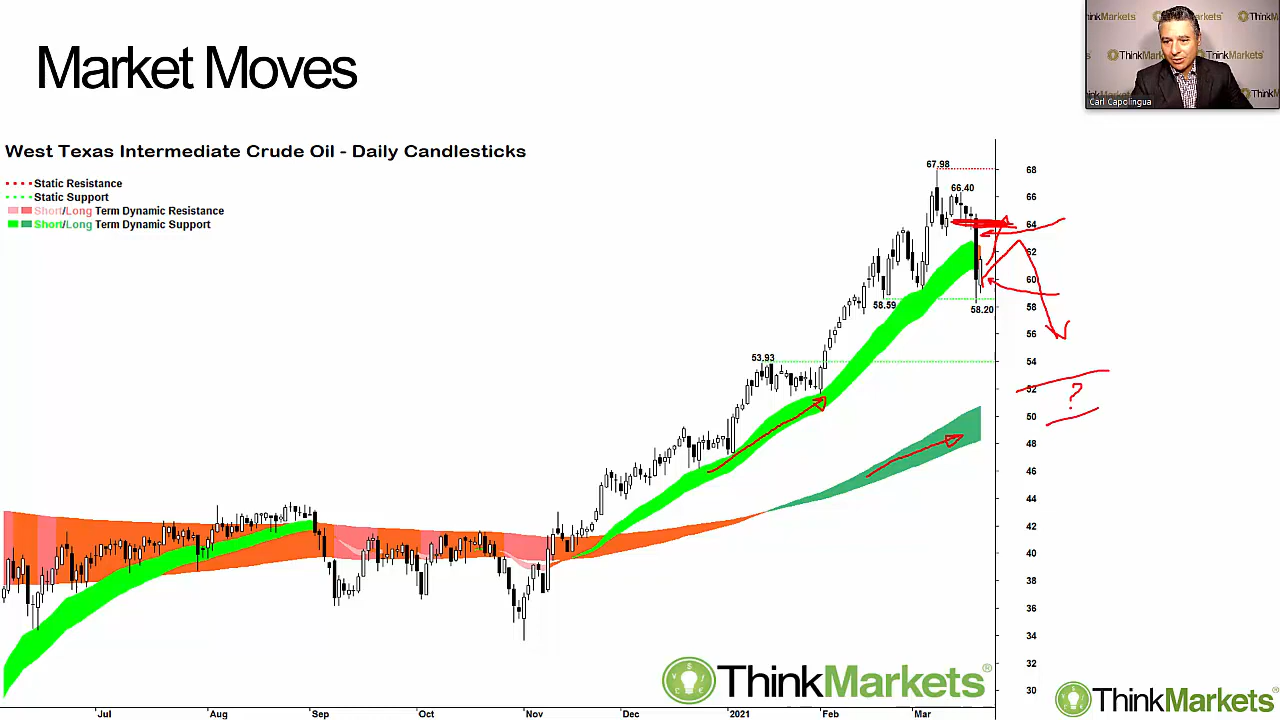 Market Moves
inkMarkets
ThinkMarkets
ThinkMarkets
Carl Capolingua
West Texas Intermediate Crude Oil - Daily Candlesticks
Static Resistance
Static Support
Short/Long Term Dynamic Resistance
Short/Long Term Dynamic Support
67.98
66.40
58.59
58.20
53.93
68
66
64
62
60
58
56
54
52
50
48
46
44
42
40
38
36
34
32
30
?
ThinkMarkets®
ThinkMarkets
Jul Aug Sep Oct Nov Dec 2021 Feb Mar